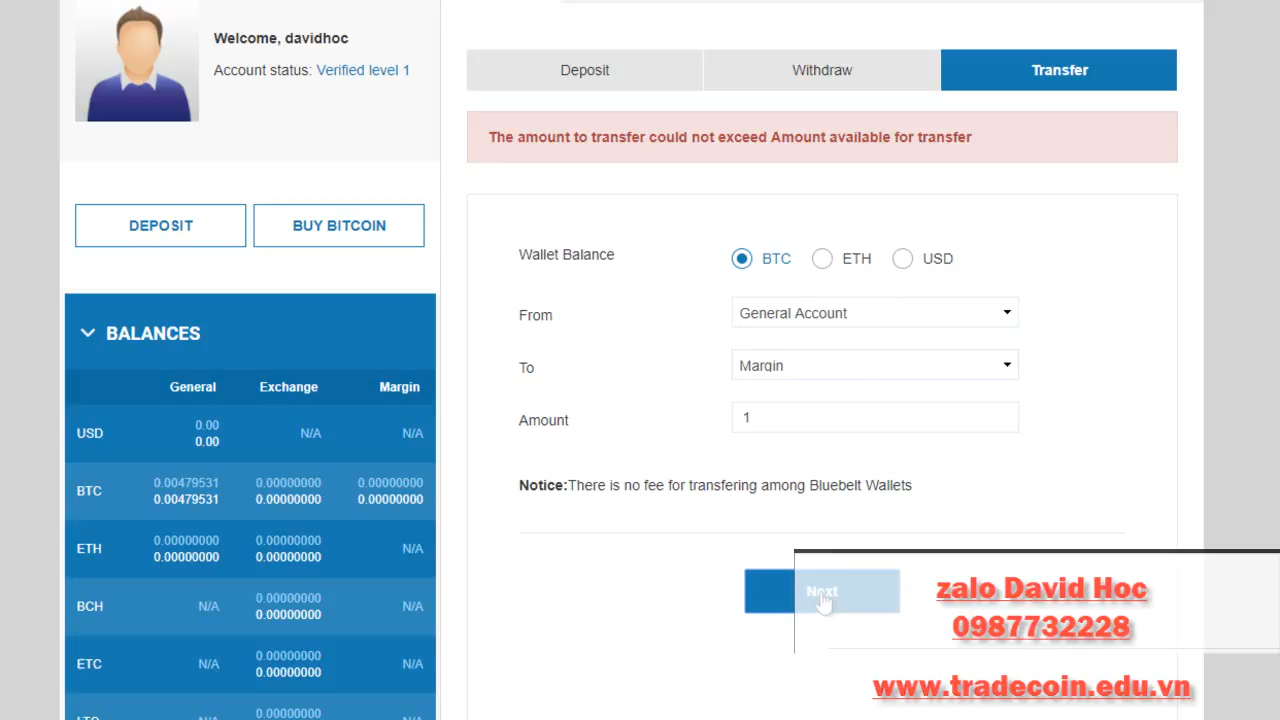 Welcome, davidhoc
Account status: Verified level 1
Deposit Withdraw Transfer
The amount to transfer could not exceed Amount available for transfer
DEPOSIT BUY BITCOIN
Wallet Balance BTC ETH USD
From General Account
To Margin
Amount 1
Notice:There is no fee for transfering among Bluebelt Wallets
Next
BALANCES
General Exchange Margin
USD 0.00 N/A N/A
0.00
BTC 0.00479531 0.00000000 0.00000000
0.00479531 0.00000000 0.00000000
ETH 0.00000000 0.00000000 N/A
0.00000000 0.00000000
BCH N/A 0.00000000 N/A
0.00000000
ETC N/A 0.00000000 N/A
0.00000000
0.00000000
zalo David Hoc
0987732228
www.tradecoin.edu.vn